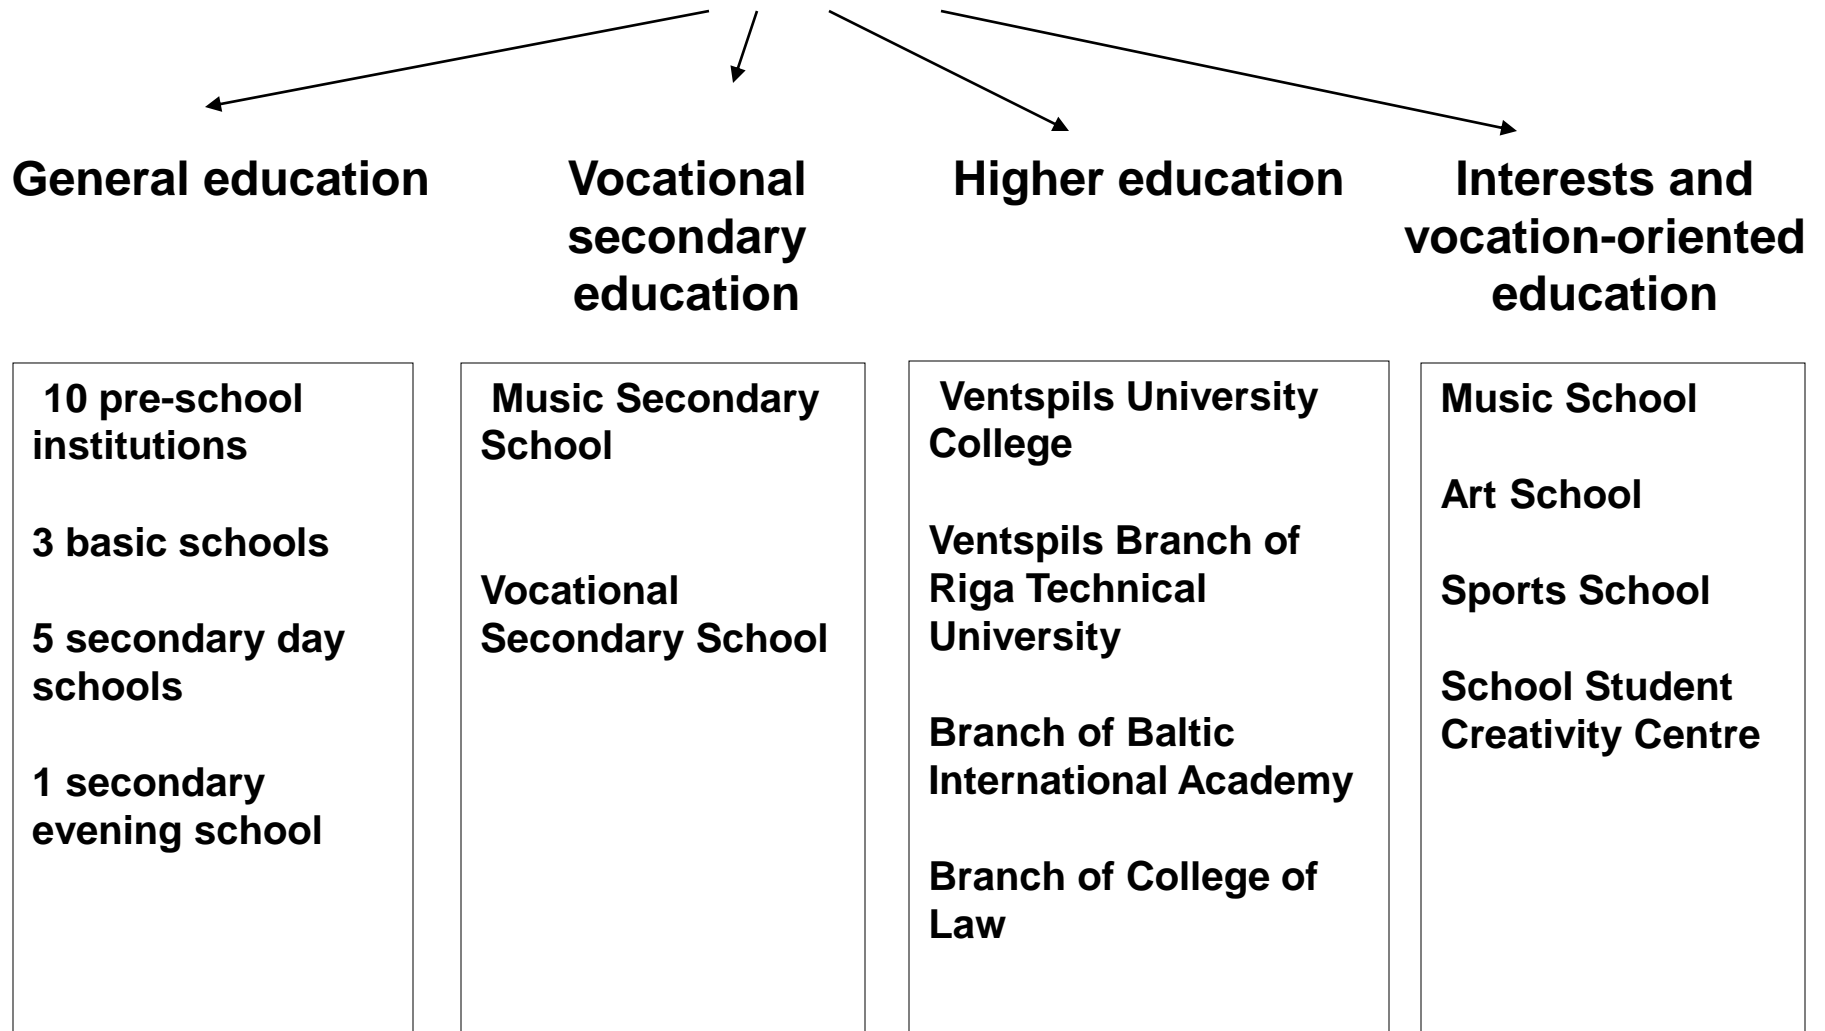 General education
Vocational
secondary
education
Higher education
Interests and
vocation-oriented
education
10 pre-school
institutions
3 basic schools
5 secondary day
schools
1 secondary
evening school
Music Secondary
School
Vocational
Secondary School
Ventspils University
College
Ventspils Branch of
Riga Technical
University
Branch of Baltic
International Academy
Branch of College of
Law
Music School
Art School
Sports School
School Student
Creativity Centre